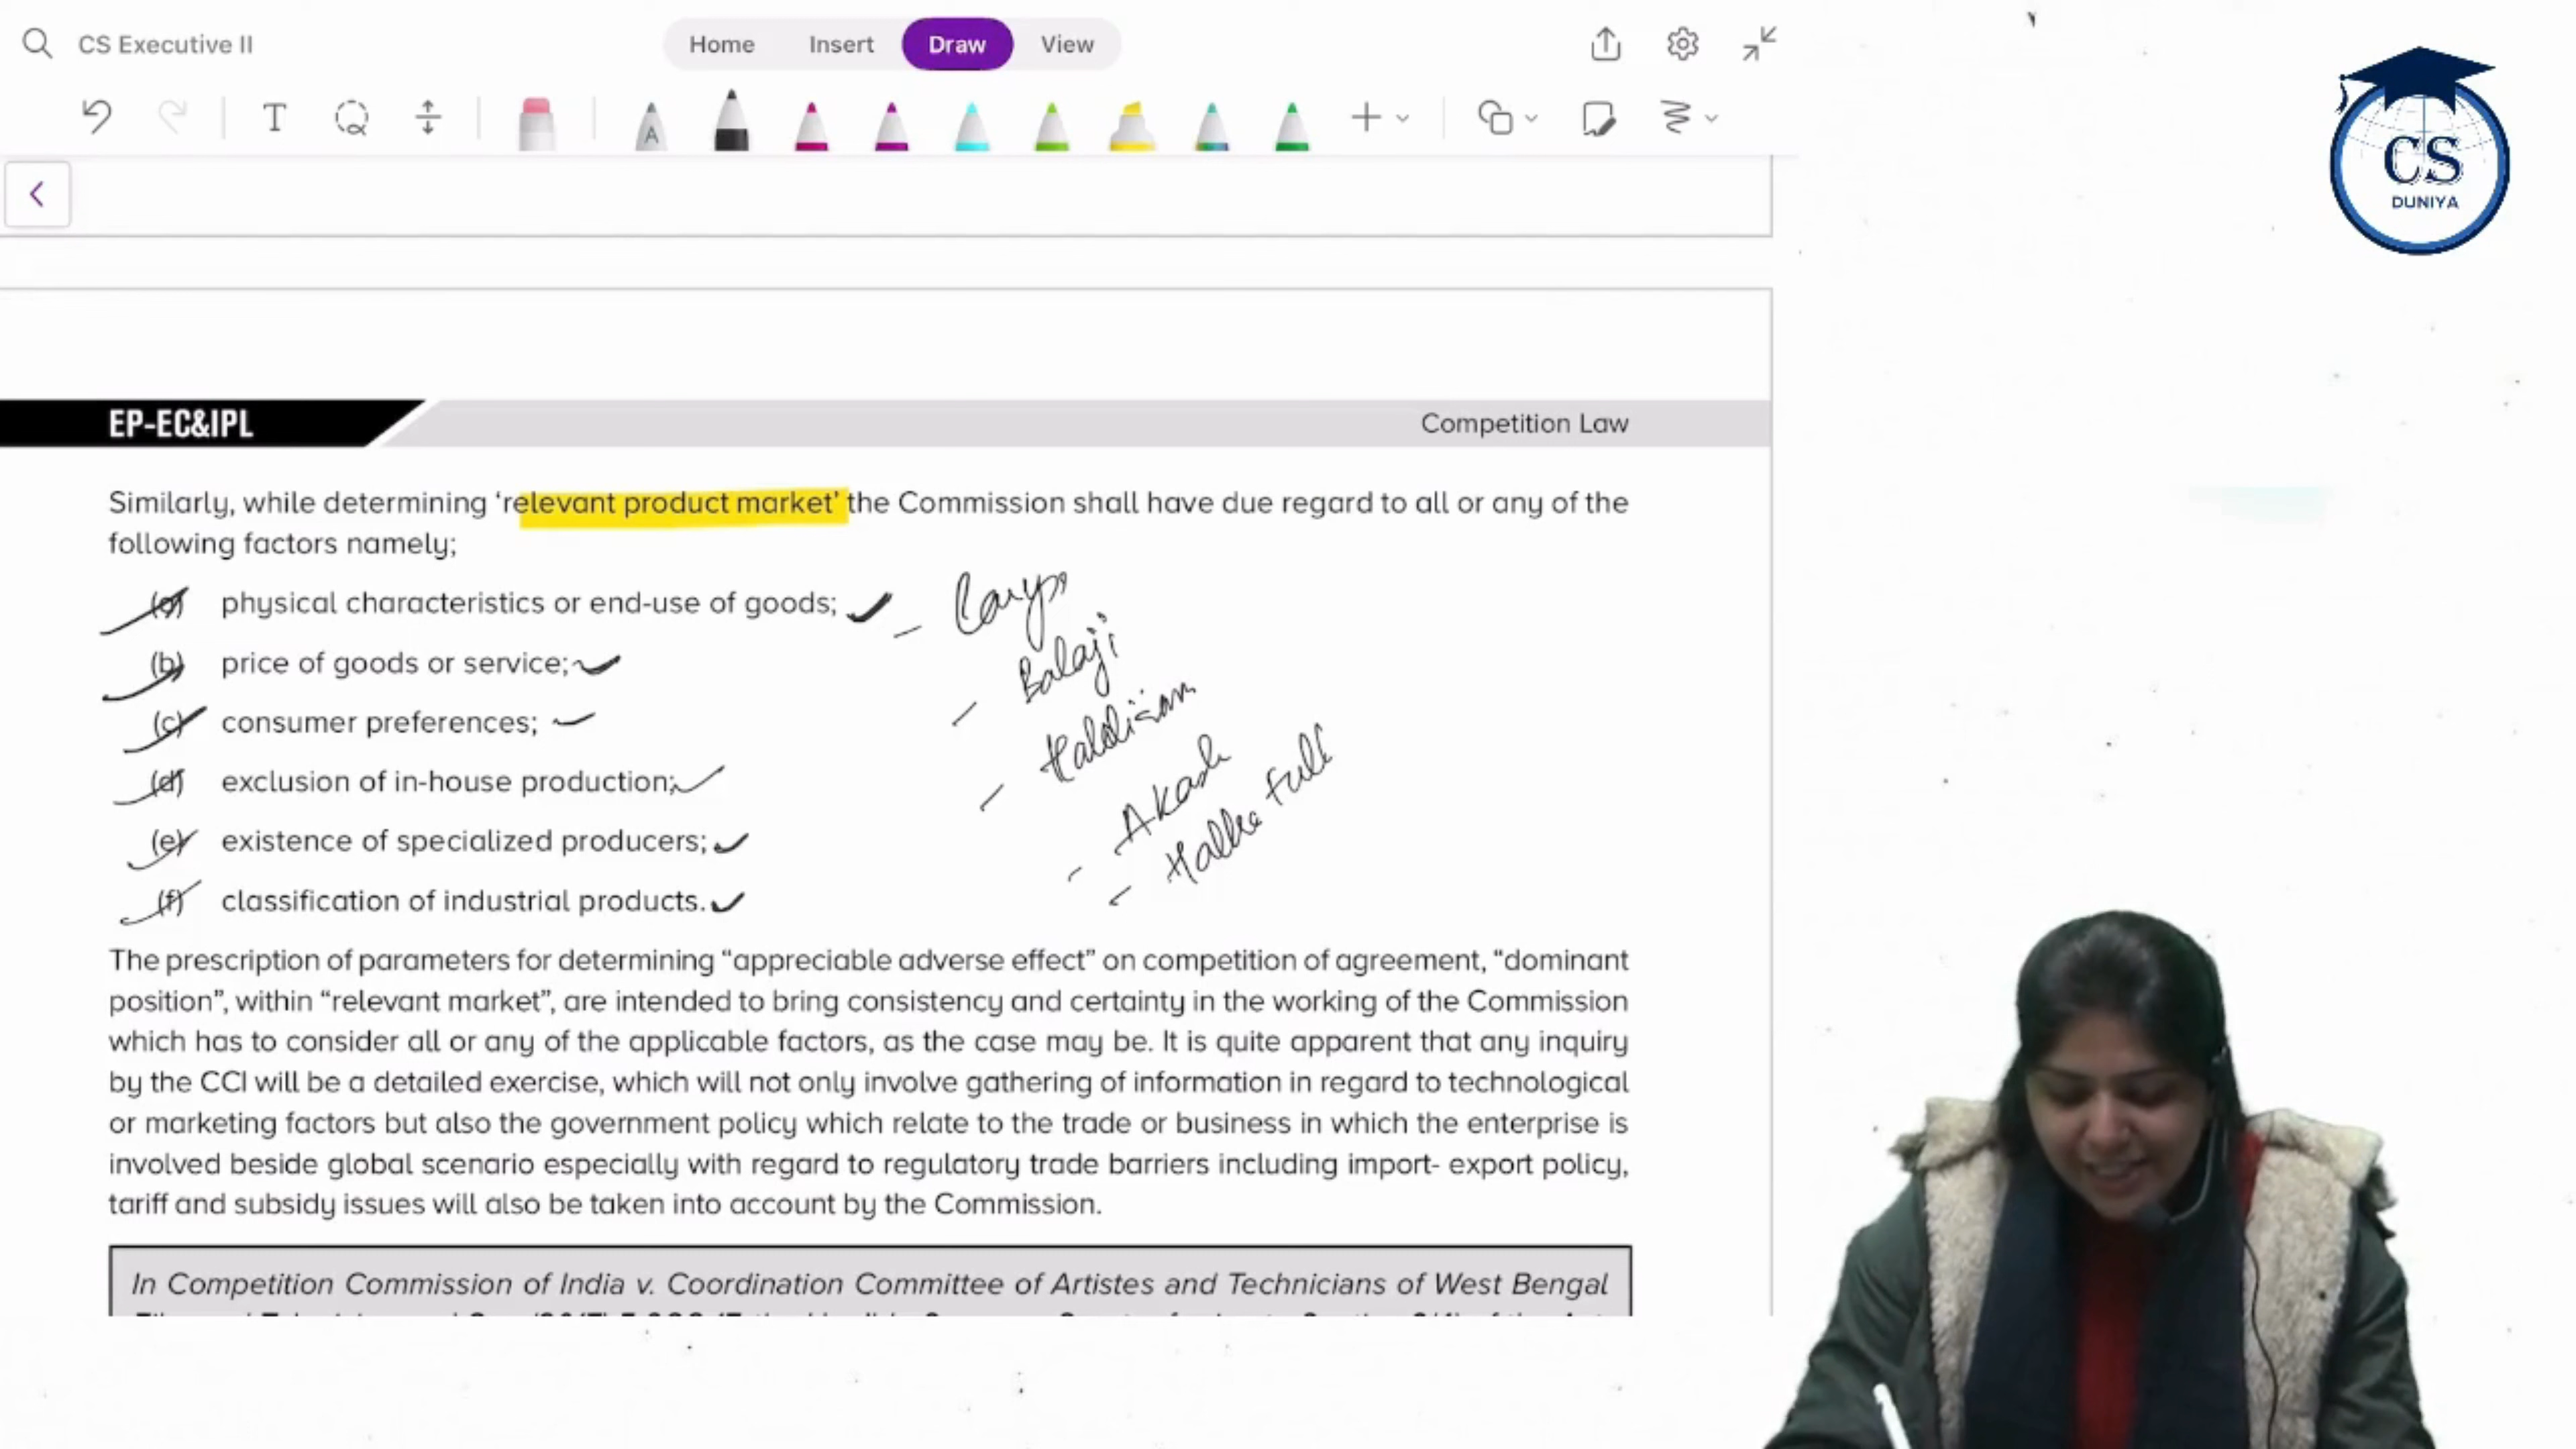 CS Executive II
Home Insert Draw View
T
A
CS
DUNIYA
EP-EC&IPL
Competition Law
Similarly, while determining ‘relevant product market’ the Commission shall have due regard to all or any of the
following factors namely;
(a) physical characteristics or end-use of goods;
(b) price of goods or service;
(c) consumer preferences;
(d) exclusion of in-house production;
(e) existence of specialized producers;
(f) classification of industrial products.
- Balaji
- Haldiram
- Akash
The prescription of parameters for determining “appreciable adverse effect” on competition of agreement, “dominant
position”, within “relevant market”, are intended to bring consistency and certainty in the working of the Commission
which has to consider all or any of the applicable factors, as the case may be. It is quite apparent that any inquiry
by the CCI will be a detailed exercise, which will not only involve gathering of information in regard to technological
or marketing factors but also the government policy which relate to the trade or business in which the enterprise is
involved beside global scenario especially with regard to regulatory trade barriers including import- export policy,
tariff and subsidy issues will also be taken into account by the Commission.
In Competition Commission of India v. Coordination Committee of Artistes and Technicians of West Bengal